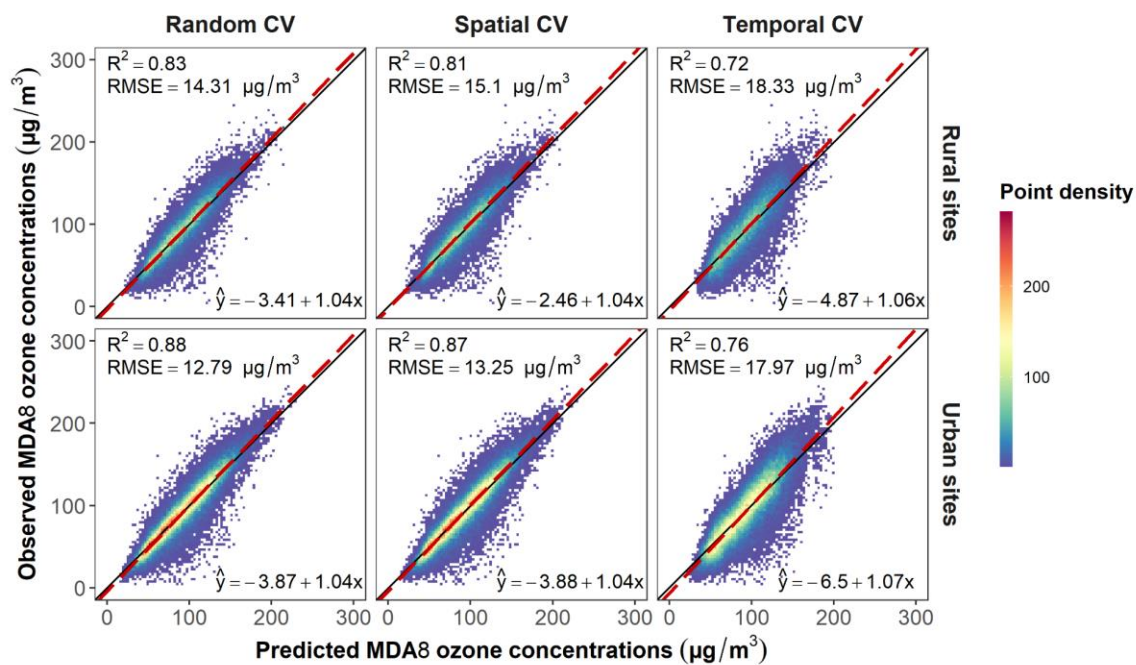 Random CV
Spatial CV
Temporal CV
Observed MDA8 ozone concentrations (µg/m³)
300
200
100
0
R² = 0.83
RMSE = 14.31 µg/m³
ŷ = −3.41 + 1.04x
R² = 0.81
RMSE = 15.1 µg/m³
ŷ = −2.46 + 1.04x
R² = 0.72
RMSE = 18.33 µg/m³
ŷ = −4.87 + 1.06x
Rural sites
300
200
100
0
R² = 0.88
RMSE = 12.79 µg/m³
ŷ = −3.87 + 1.04x
R² = 0.87
RMSE = 13.25 µg/m³
ŷ = −3.88 + 1.04x
R² = 0.76
RMSE = 17.97 µg/m³
ŷ = −6.5 + 1.07x
Urban sites
0 100 200 300
0 100 200 300
0 100 200 300
Predicted MDA8 ozone concentrations (µg/m³)
Point density
200
100